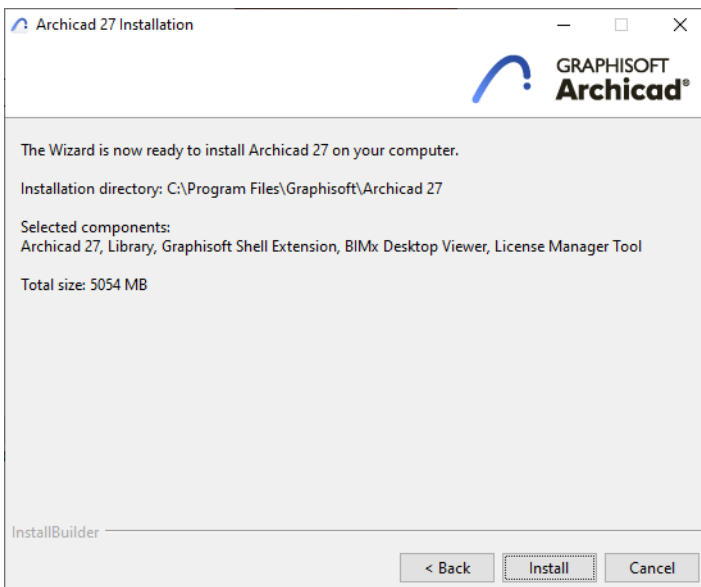 Archicad 27 Installation
GRAPHISOFT
Archicad®
The Wizard is now ready to install Archicad 27 on your computer.
Installation directory: C:\Program Files\Graphisoft\Archicad 27
Selected components:
Archicad 27, Library, Graphisoft Shell Extension, BIMx Desktop Viewer, License Manager Tool
Total size: 5054 MB
InstallBuilder
< Back Install Cancel